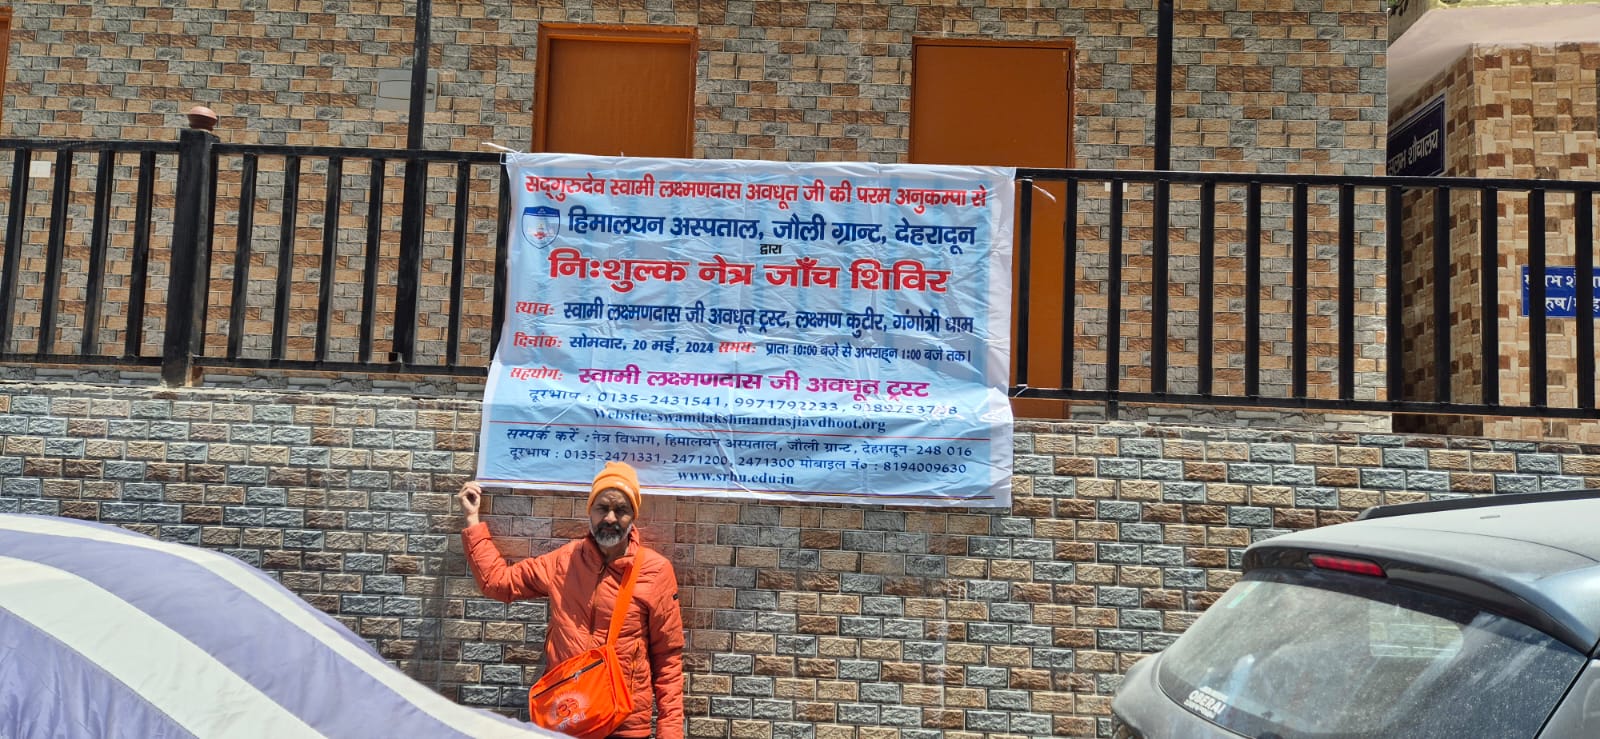 सद्गुरुदेव स्वामी लक्ष्मणदास अवधूत जी की परम अनुकम्पा से
हिमालयन अस्पताल, जौली ग्रान्ट, देहरादून
द्वारा
निःशुल्क नेत्र जाँच शिविर
स्थानः स्वामी लक्ष्मणदास जी अवधूत ट्रस्ट, लक्ष्मण कुटीर, गंगोत्री धाम
दिनांकः सोमवार, 20 मई, 2024 समयः प्रातः 10:00 बजे से अपराह्न 1:00 बजे तक।
सहयोगः स्वामी लक्ष्मणदास जी अवधूत ट्रस्ट
दूरभाष : 0135-2431541, 9971792233,
Website: swamilakshmandasjiavdhoot.org
सम्पर्क करें : नेत्र विभाग, हिमालयन अस्पताल, जौली ग्रान्ट, देहरादून-248 016
दूरभाष : 0135-2471331, 2471200, 2471300 मोबाइल नं० : 8194009630
www.srhu.edu.in
सुलभ शौचालय
OBERAI